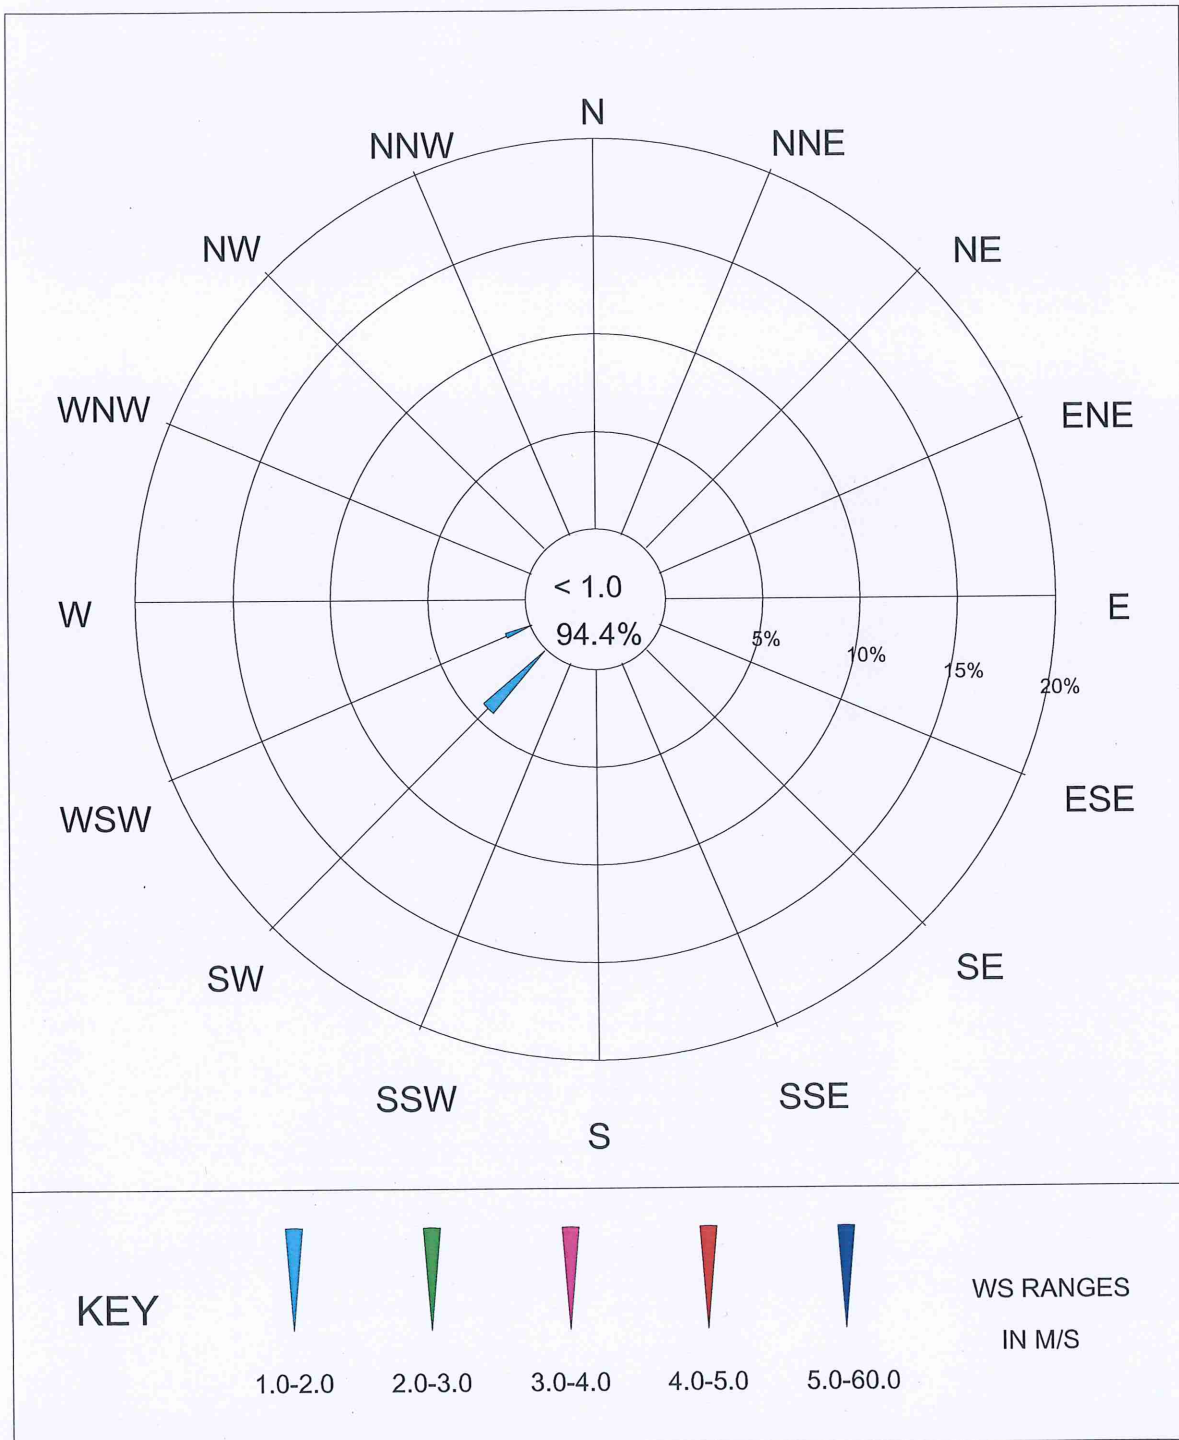 N
NNW
NNE
NW
NE
WNW
ENE
< 1.0
W
E
94.4%
5%
10%
15%
20%
WSW
ESE
SW
SE
SSW
SSE
S
KEY
WS RANGES
IN M/S
1.0-2.0
2.0-3.0
3.0-4.0
4.0-5.0
5.0-60.0